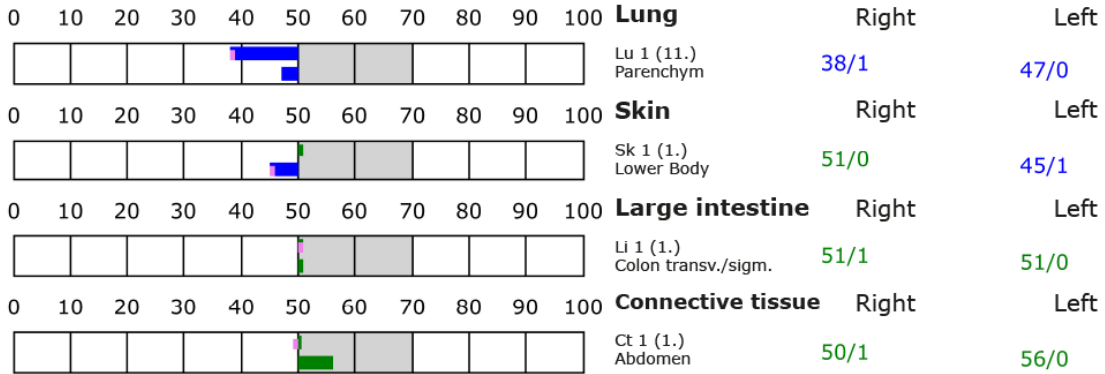 0 10 20 30 40 50 60 70 80 90 100 Lung Right Left
Lu 1 (11.)
Parenchym 38/1 47/0
0 10 20 30 40 50 60 70 80 90 100 Skin Right Left
Sk 1 (1.)
Lower Body 51/0 45/1
0 10 20 30 40 50 60 70 80 90 100 Large intestine Right Left
Li 1 (1.)
Colon transv./sigm. 51/1 51/0
0 10 20 30 40 50 60 70 80 90 100 Connective tissue Right Left
Ct 1 (1.)
Abdomen 50/1 56/0